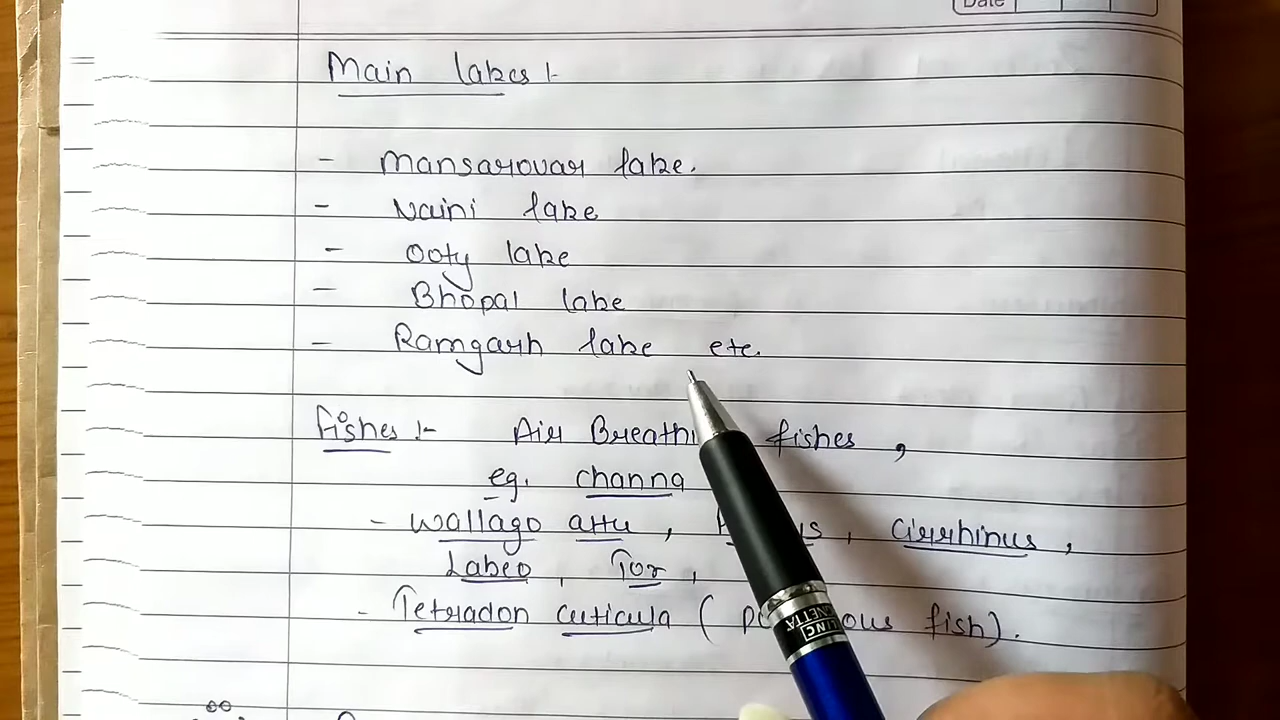 Date
Main lakes :-
- Mansarovar lake.
- Naini lake
- Ooty lake
- Bhopal lake
- Ramgarh lake etc.
Fishes :- Air Breathi fishes ,
eg. channa
- Wallago attu , , Cirrhinus ,
Labeo , Tor ,
- Tetradon cuticula ( ous fish).
LINC